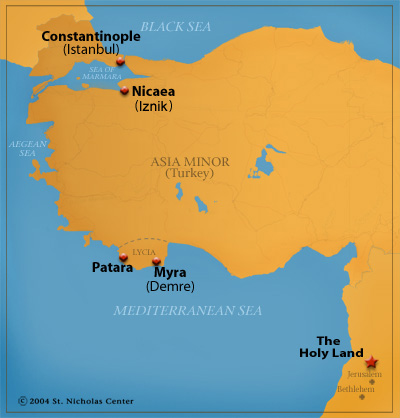 BLACK SEA
Constantinople
(Istanbul)
SEA OF
MARMARA
Nicaea
(Iznik)
AEGEAN
SEA
ASIA MINOR
(Turkey)
LYCIA
Patara
Myra
(Demre)
MEDITERRANEAN SEA
The
Holy Land
Jerusalem
Bethlehem
© 2004 St. Nicholas Center